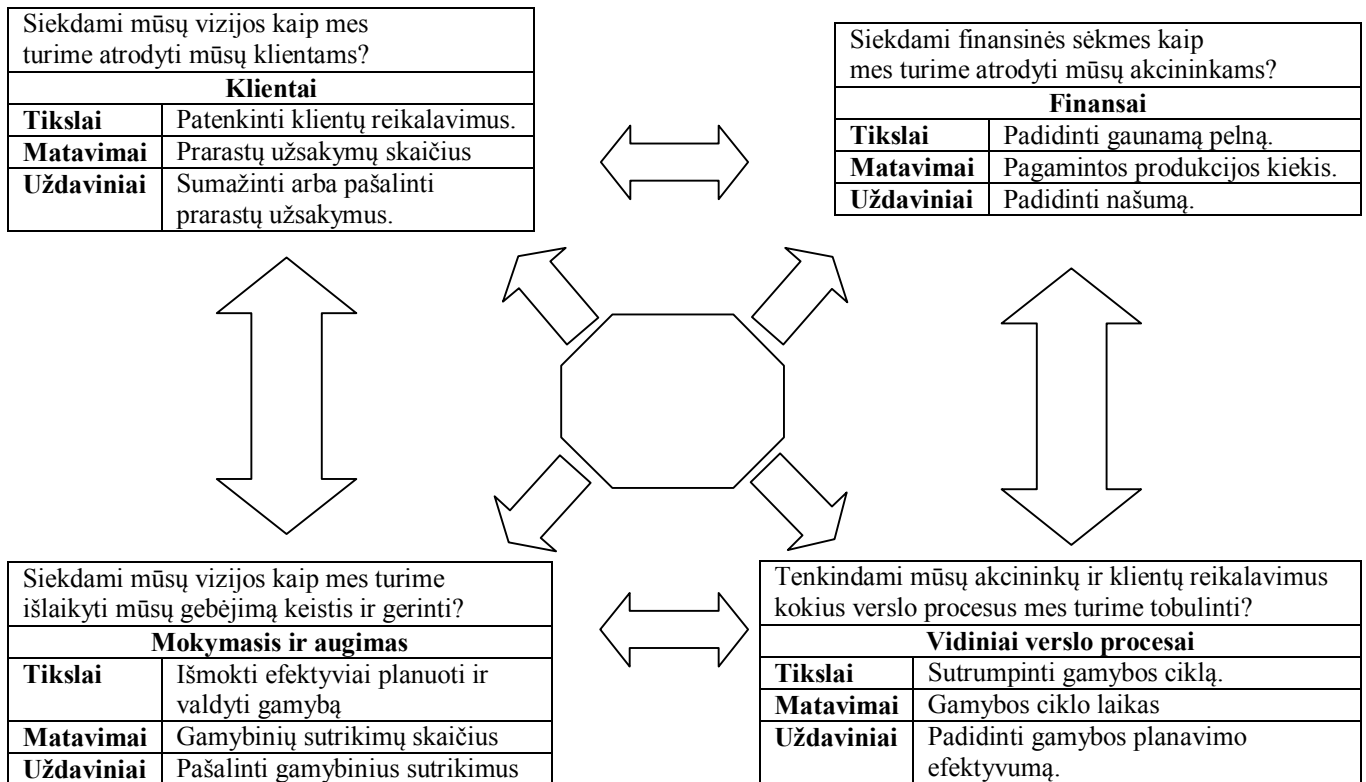 Siekdami mūsų vizijos kaip mes
turime atrodyti mūsų klientams?
Klientai
Tikslai Patenkinti klientų reikalavimus.
Matavimai Prarastų užsakymų skaičius
Uždaviniai Sumažinti arba pašalinti
prarastų užsakymus.
Siekdami finansinės sėkmes kaip
mes turime atrodyti mūsų akcininkams?
Finansai
Tikslai Padidinti gaunamą pelną.
Matavimai Pagamintos produkcijos kiekis.
Uždaviniai Padidinti našumą.
Siekdami mūsų vizijos kaip mes turime
išlaikyti mūsų gebėjimą keistis ir gerinti?
Mokymasis ir augimas
Tikslai Išmokti efektyviai planuoti ir
valdyti gamybą
Matavimai Gamybinių sutrikimų skaičius
Uždaviniai Pašalinti gamybinius sutrikimus
Tenkindami mūsų akcininkų ir klientų reikalavimus
kokius verslo procesus mes turime tobulinti?
Vidiniai verslo procesai
Tikslai Sutrumpinti gamybos ciklą.
Matavimai Gamybos ciklo laikas
Uždaviniai Padidinti gamybos planavimo
efektyvumą.